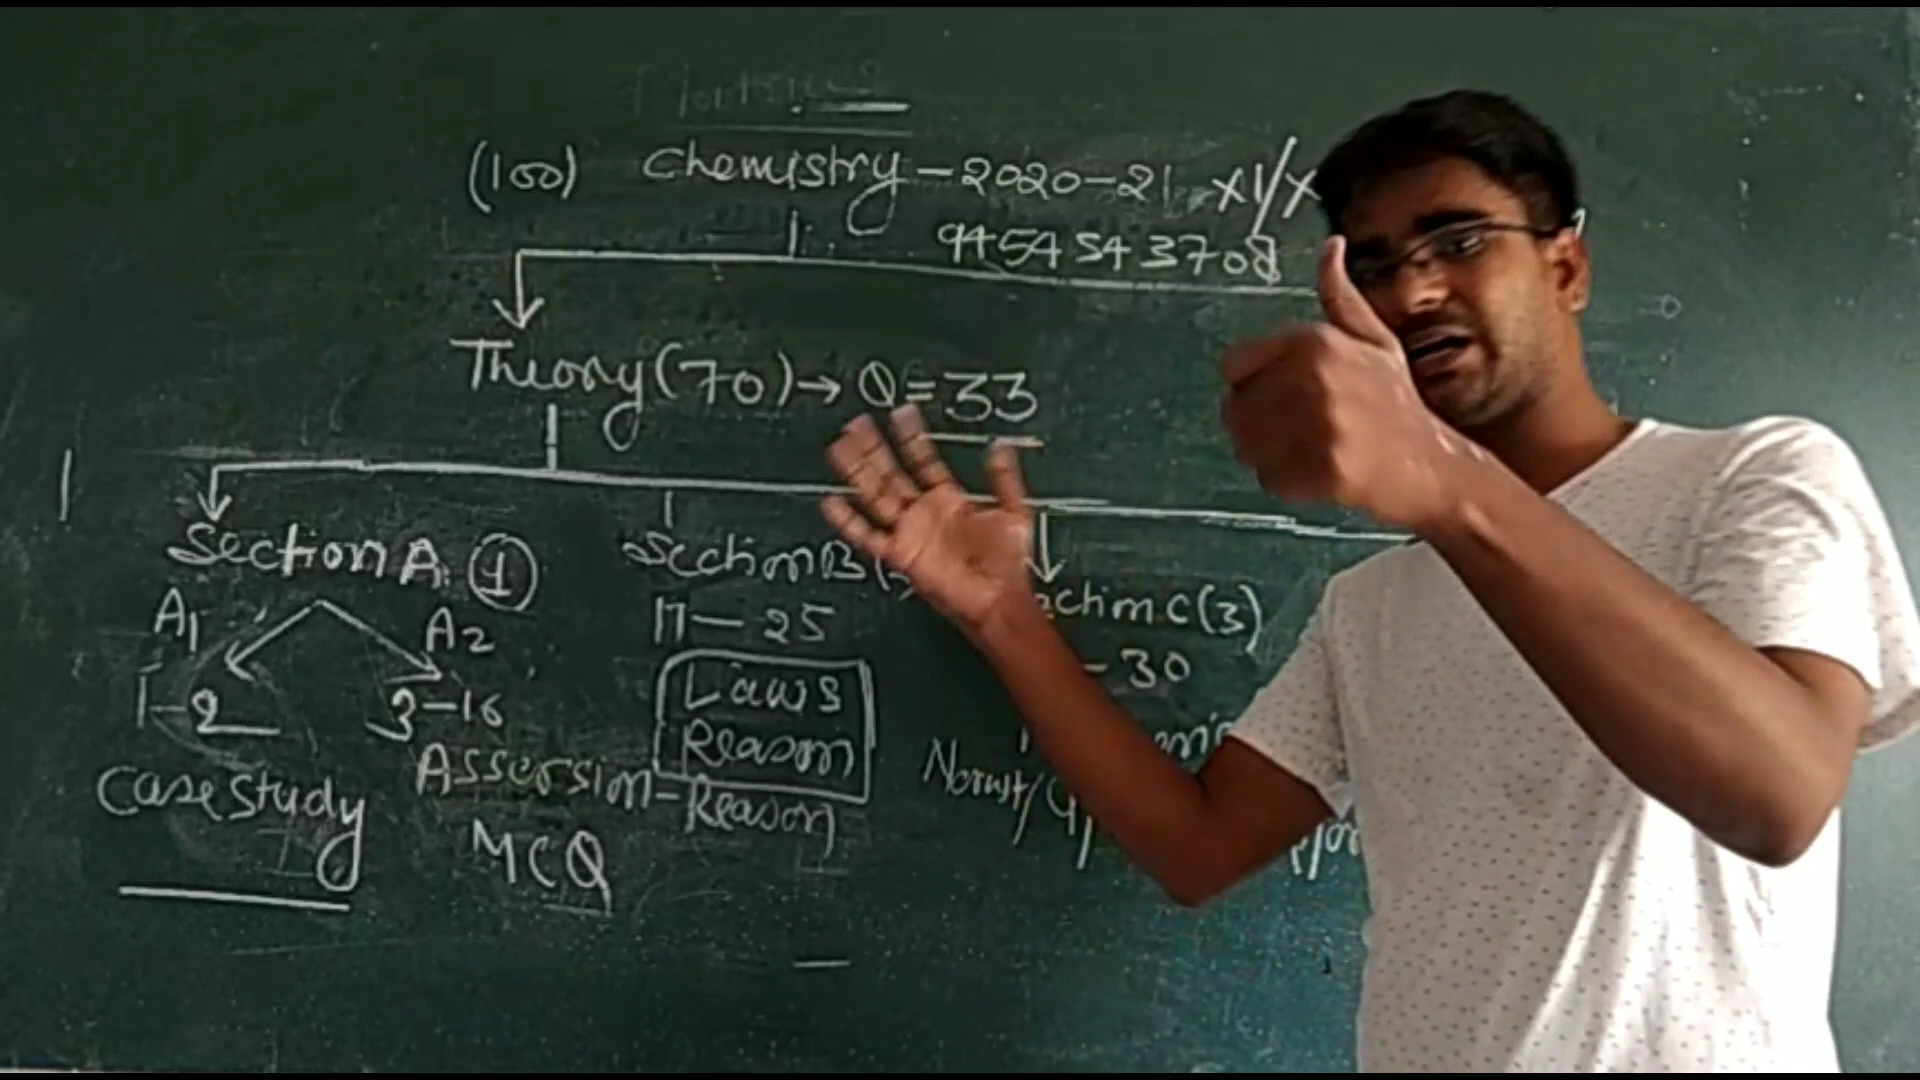 (100) Chemistry - 2020-21 XI/X
9454543708
Theory (70) → Q = 33
Section A (1)
Section B
Section C (3)
A1
A2
17 - 25
- 30
1-2
3-16
Laws
Reason
Case Study
Assersion - Reason
Nernst/
MCQ